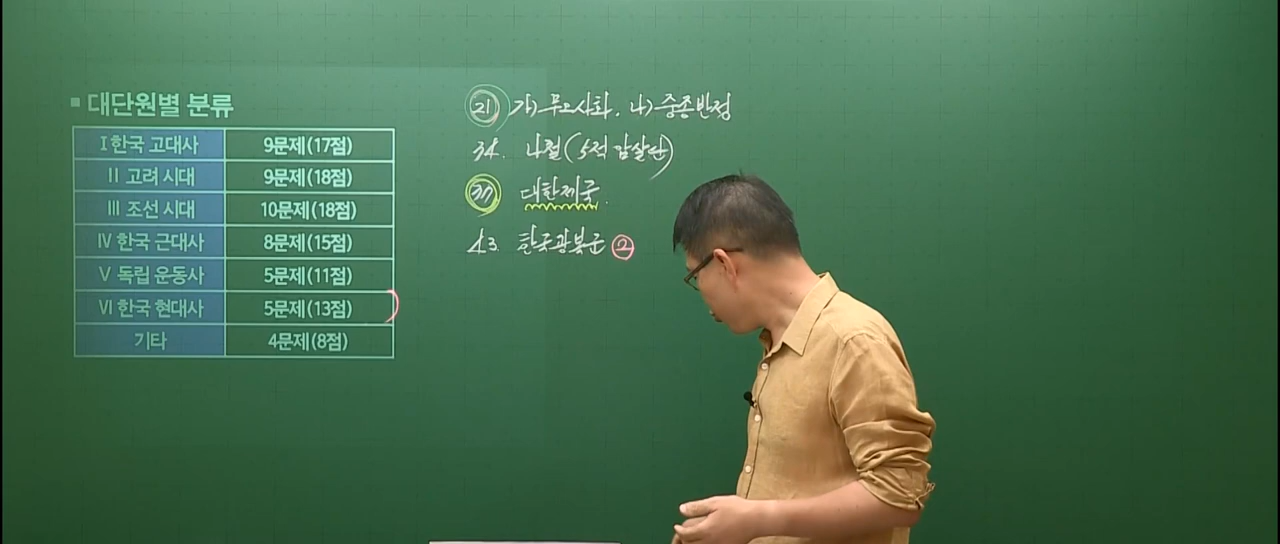 ▪ 대단원별 분류
Ⅰ 한국 고대사 9문제(17점)
Ⅱ 고려 시대 9문제(18점)
Ⅲ 조선 시대 10문제(18점)
Ⅳ 한국 근대사 8문제(15점)
Ⅴ 독립 운동사 5문제(11점)
Ⅵ 한국 현대사 5문제(13점)
기타 4문제(8점)
21 가) 무오사화, 나) 중종반정
34. 나철(5적 암살단)
37 대한제국.
43. 한국광복군 ②